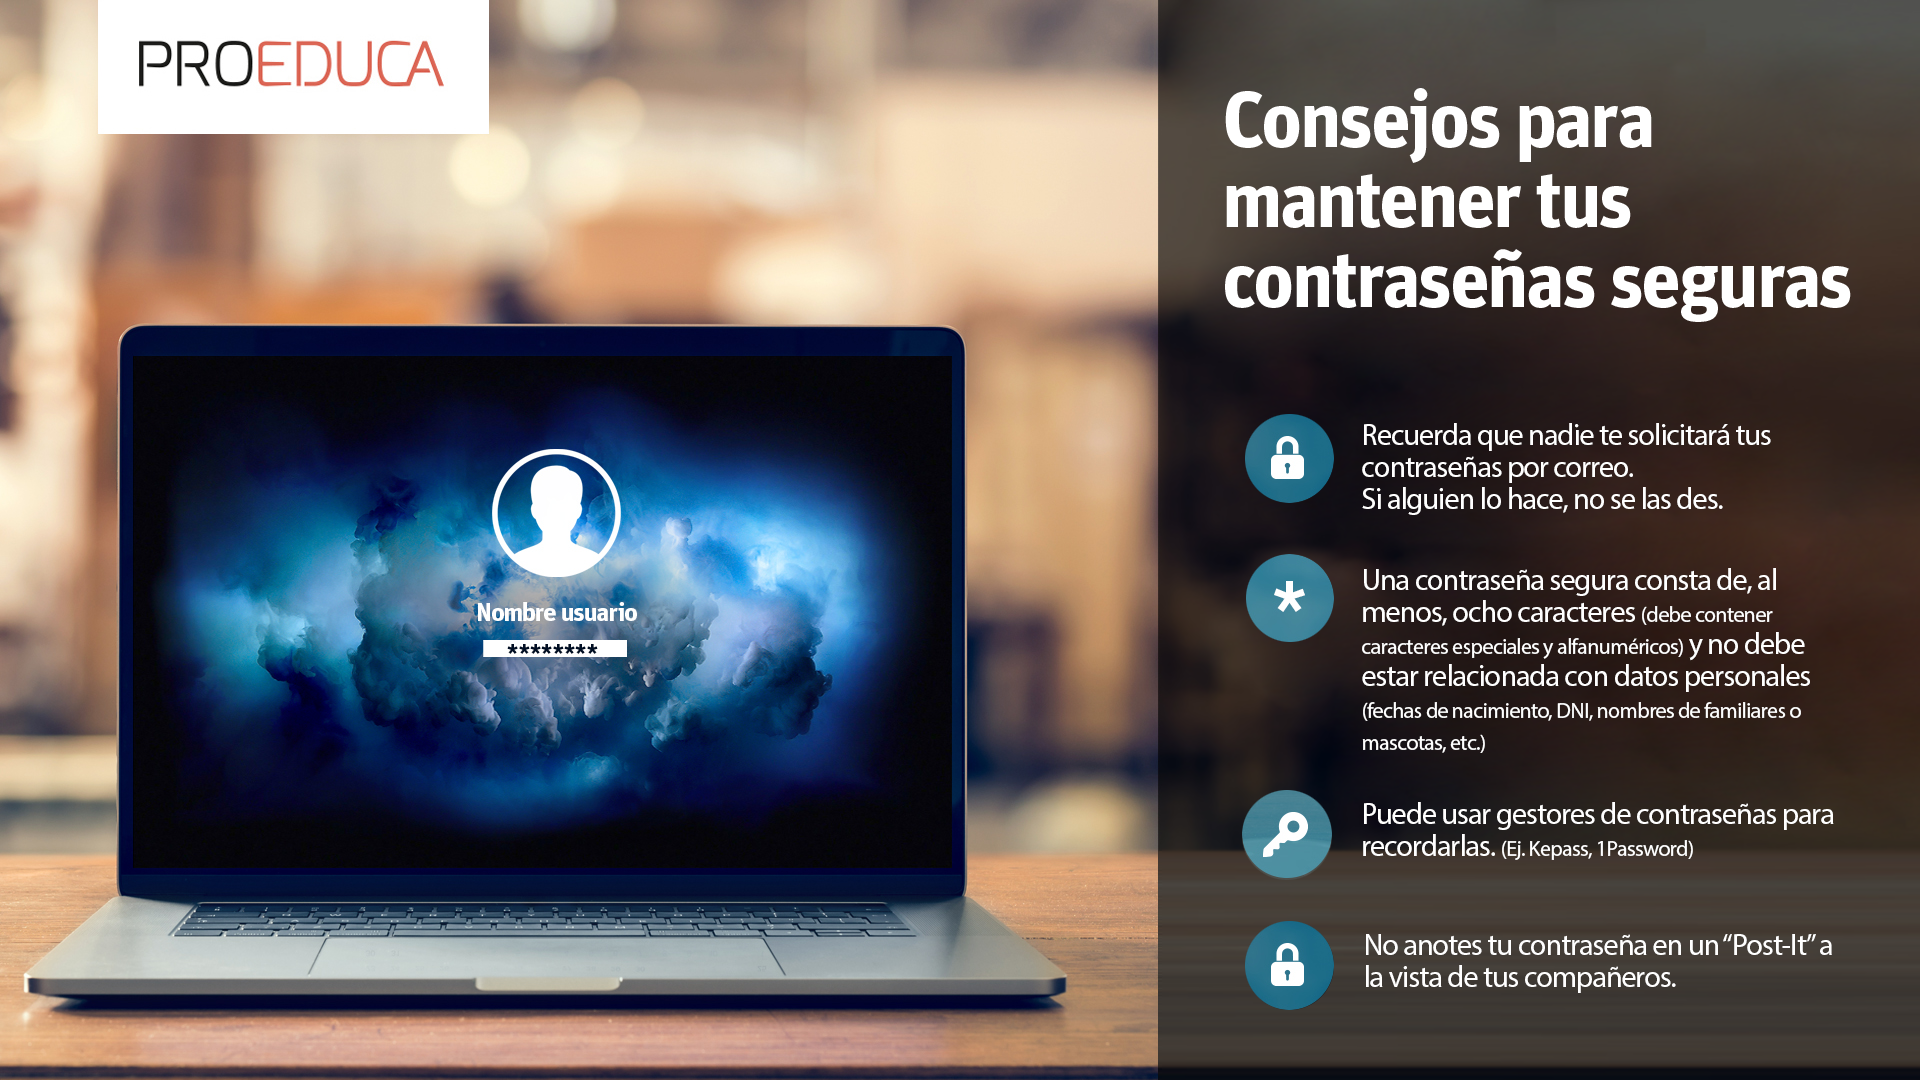 PROEDUCA
Consejos para
mantener tus
contraseñas seguras
Nombre usuario
********
Recuerda que nadie te solicitará tus
contraseñas por correo.
Si alguien lo hace, no se las des.
*
Una contraseña segura consta de, al
menos, ocho caracteres (debe contener
caracteres especiales y alfanuméricos) y no debe
estar relacionada con datos personales
(fechas de nacimiento, DNI, nombres de familiares o
mascotas, etc.)
Puede usar gestores de contraseñas para
recordarlas. (Ej. Kepass, 1Password)
No anotes tu contraseña en un “Post-It” a
la vista de tus compañeros.